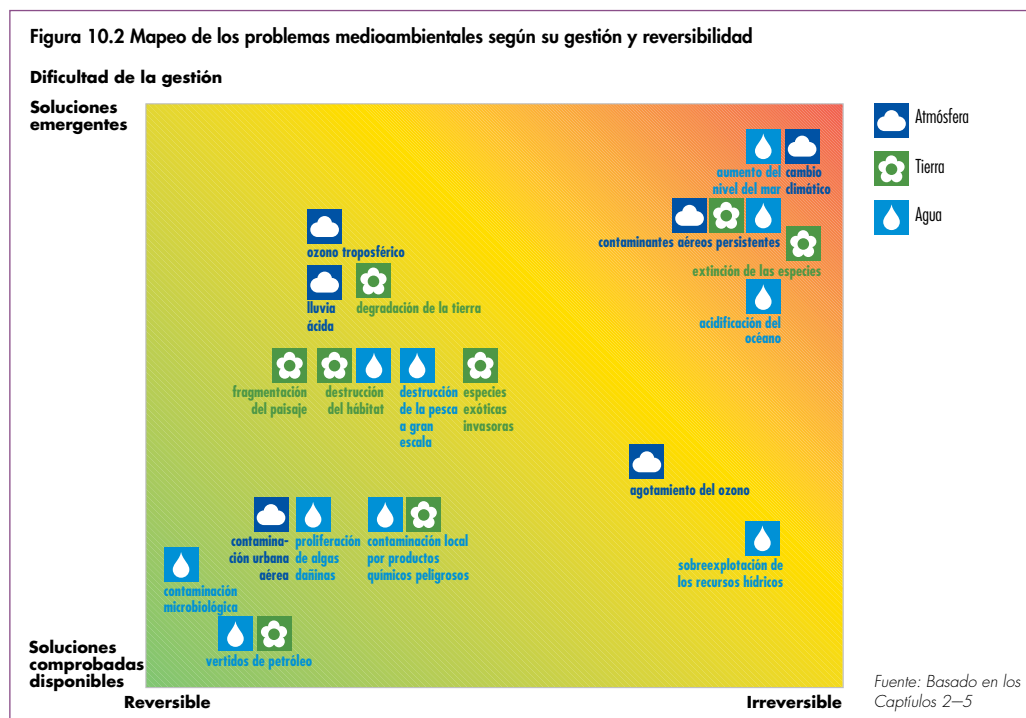 Figura 10.2 Mapeo de los problemas medioambientales según su gestión y reversibilidad
Dificultad de la gestión
Soluciones
emergentes
Atmósfera
Tierra
Agua
aumento del
nivel del mar
cambio
climático
contaminantes aéreos persistentes
extinción de las especies
acidificación del
océano
ozono troposférico
lluvia
ácida
degradación de la tierra
fragmentación
del paisaje
destrucción
del hábitat
destrucción
de la pesca
a gran
escala
especies
exóticas
invasoras
agotamiento del ozono
contamina-
ción urbana
aérea
proliferación
de algas
dañinas
contaminación local
por productos
químicos peligrosos
sobreexplotación de
los recursos hídricos
contaminación
microbiológica
vertidos de petróleo
Soluciones
comprobadas
disponibles
Reversible
Irreversible
Fuente: Basado en los
Captíulos 2–5